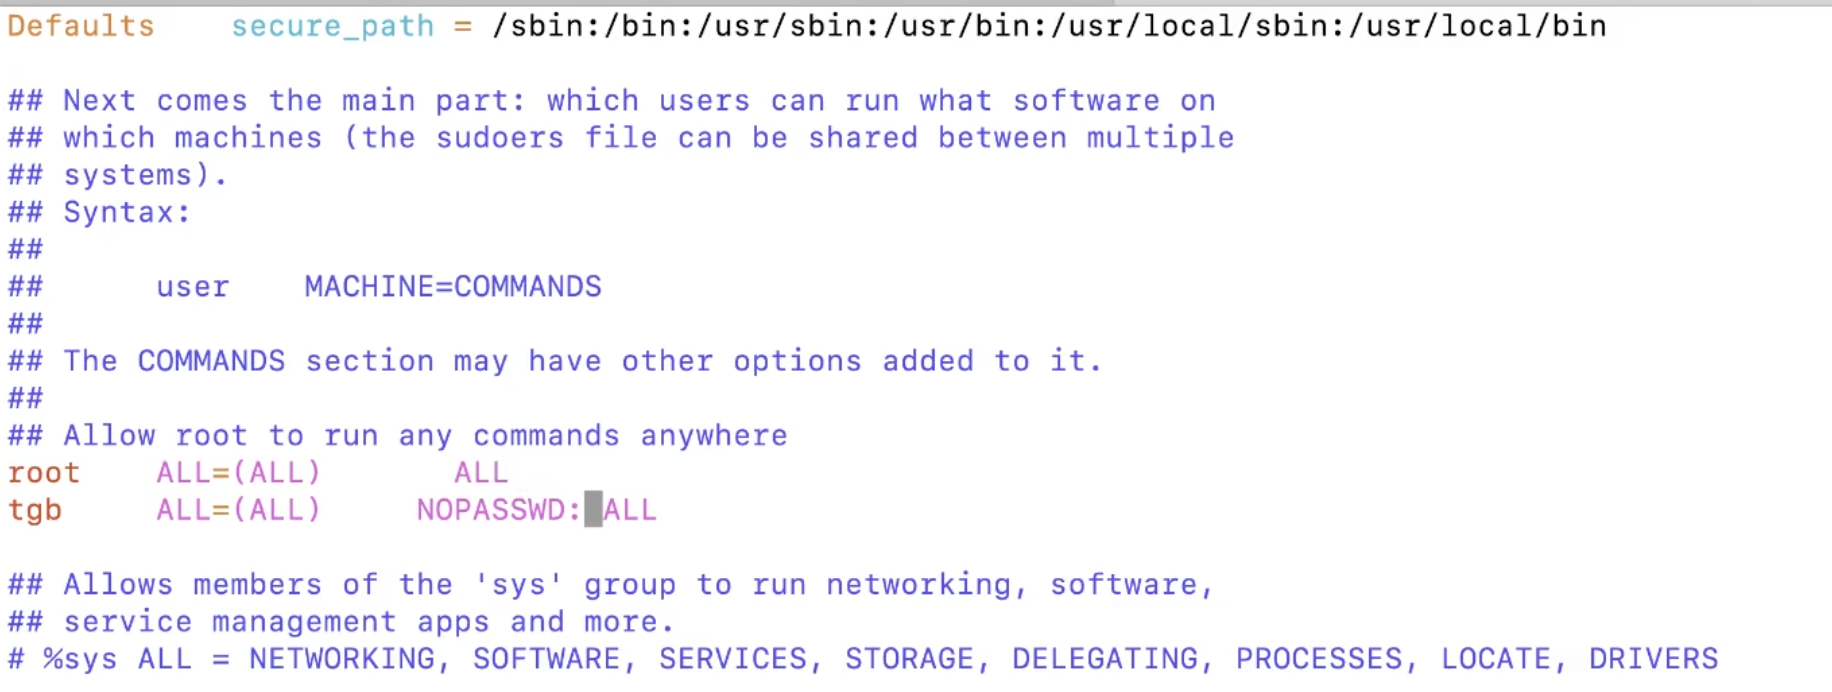 Defaults    secure_path = /sbin:/bin:/usr/sbin:/usr/bin:/usr/local/sbin:/usr/local/bin
## Next comes the main part: which users can run what software on
## which machines (the sudoers file can be shared between multiple
## systems).
## Syntax:
##
##      user    MACHINE=COMMANDS
##
## The COMMANDS section may have other options added to it.
##
## Allow root to run any commands anywhere
root    ALL=(ALL)       ALL
tgb     ALL=(ALL)     NOPASSWD: ALL
## Allows members of the 'sys' group to run networking, software,
## service management apps and more.
# %sys ALL = NETWORKING, SOFTWARE, SERVICES, STORAGE, DELEGATING, PROCESSES, LOCATE, DRIVERS